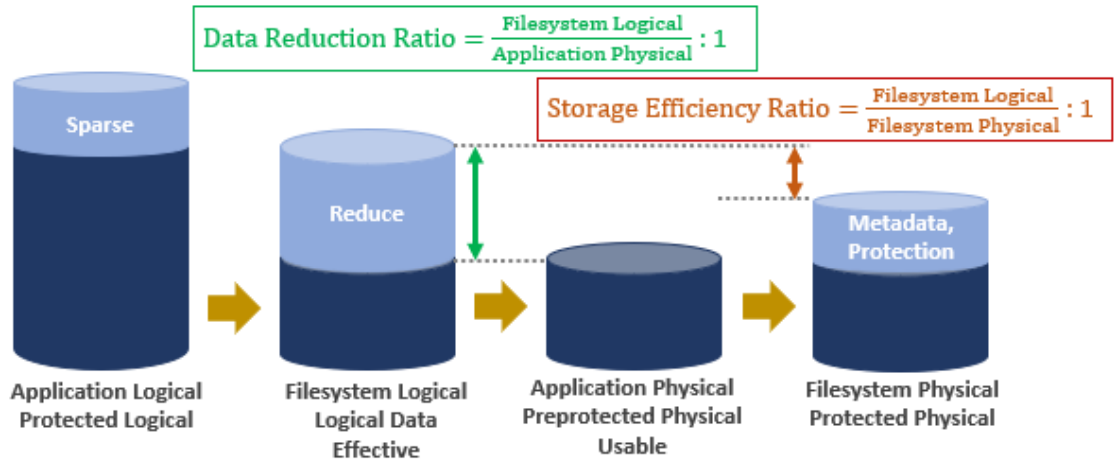 Data Reduction Ratio = Filesystem Logical / Application Physical : 1
Storage Efficiency Ratio = Filesystem Logical / Filesystem Physical : 1
Sparse
Reduce
Metadata,
Protection
Application Logical
Protected Logical
Filesystem Logical
Logical Data
Effective
Application Physical
Preprotected Physical
Usable
Filesystem Physical
Protected Physical